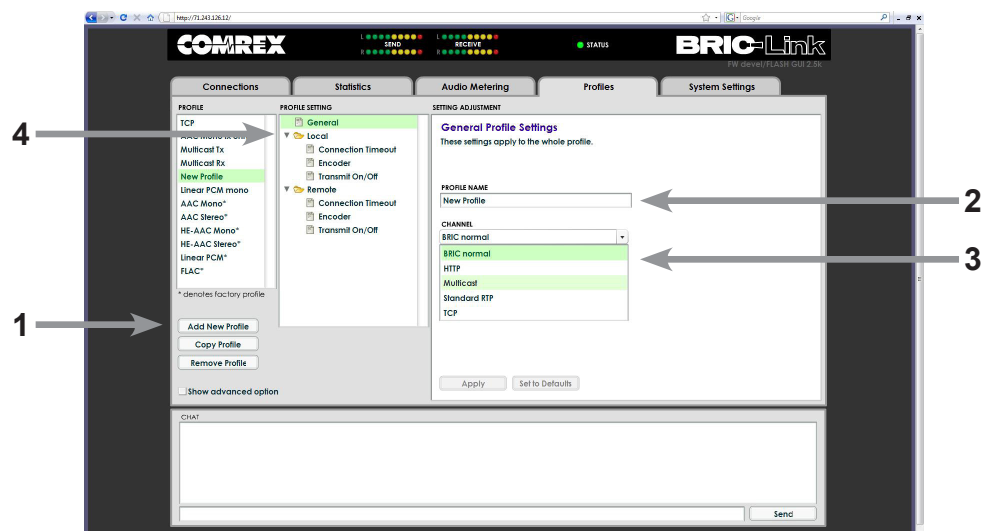 http://71.243.126.12/
Google
COMREX
L
SEND
R
L
RECEIVE
R
STATUS
BRIC-Link
FW devel/FLASH GUI 2.5k
Connections
Statistics
Audio Metering
Profiles
System Settings
PROFILE
TCP
Multicast Tx
Multicast Rx
New Profile
Linear PCM mono
AAC Mono*
AAC Stereo*
HE-AAC Mono*
HE-AAC Stereo*
Linear PCM*
FLAC*
* denotes factory profile
Add New Profile
Copy Profile
Remove Profile
Show advanced option
PROFILE SETTING
General
Local
Connection Timeout
Encoder
Transmit On/Off
Remote
Connection Timeout
Encoder
Transmit On/Off
SETTING ADJUSTMENT
General Profile Settings
These settings apply to the whole profile.
PROFILE NAME
New Profile
CHANNEL
BRIC normal
BRIC normal
HTTP
Multicast
Standard RTP
TCP
Apply
Set to Defaults
CHAT
Send
1
2
3
4